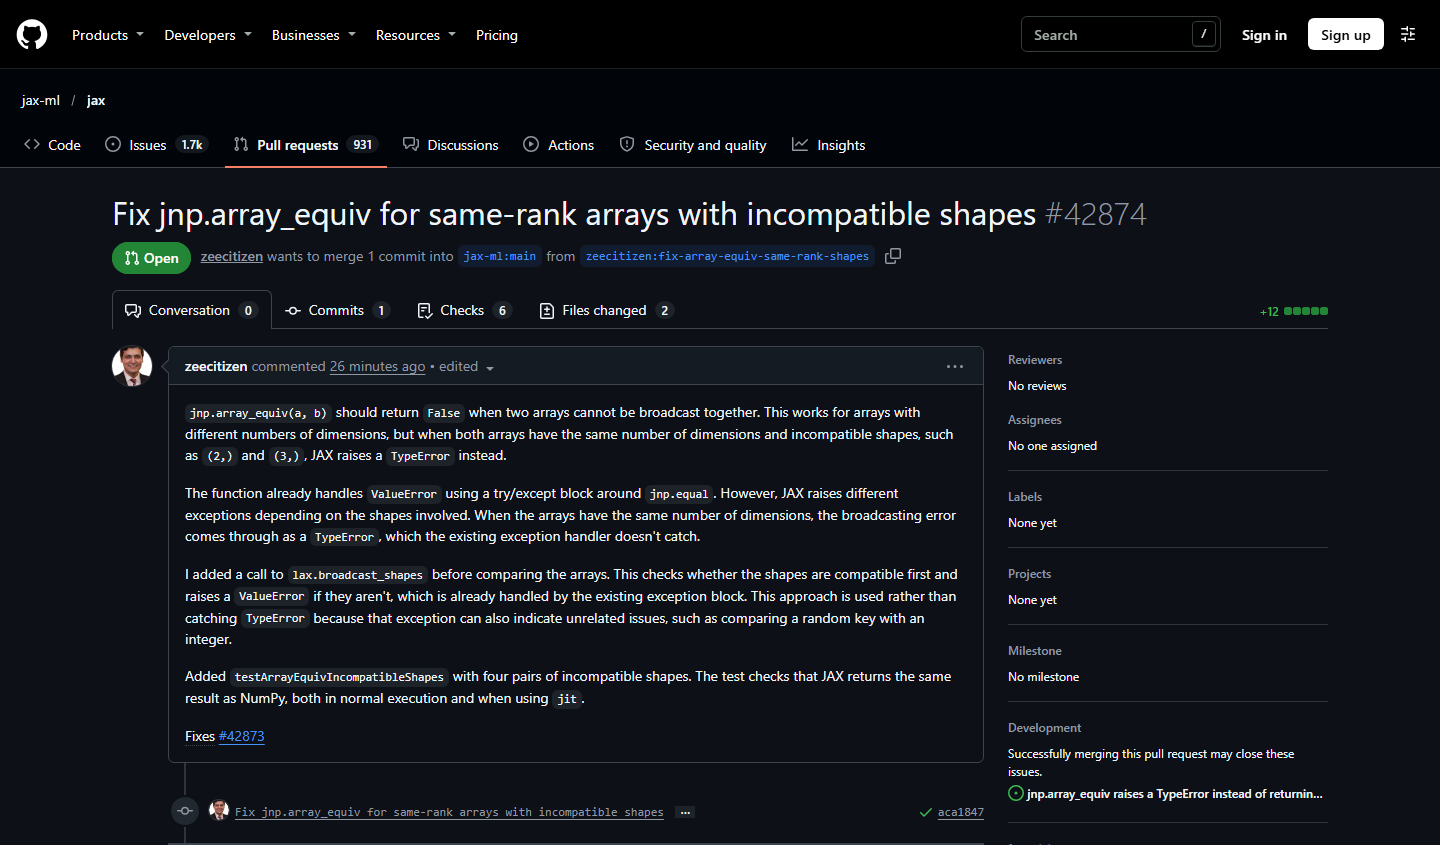 Products Developers Businesses Resources Pricing Search / Sign in Sign up
jax-ml / jax
Code Issues 1.7k Pull requests 931 Discussions Actions Security and quality Insights
Fix jnp.array_equiv for same-rank arrays with incompatible shapes #42874
Open zeecitizen wants to merge 1 commit into jax-ml:main from zeecitizen:fix-array-equiv-same-rank-shapes
Conversation 0 Commits 1 Checks 6 Files changed 2 +12
zeecitizen commented 26 minutes ago • edited
jnp.array_equiv(a, b) should return False when two arrays cannot be broadcast together. This works for arrays with
different numbers of dimensions, but when both arrays have the same number of dimensions and incompatible shapes, such
as (2,) and (3,), JAX raises a TypeError instead.
The function already handles ValueError using a try/except block around jnp.equal. However, JAX raises different
exceptions depending on the shapes involved. When the arrays have the same number of dimensions, the broadcasting error
comes through as a TypeError, which the existing exception handler doesn't catch.
I added a call to lax.broadcast_shapes before comparing the arrays. This checks whether the shapes are compatible first and
raises a ValueError if they aren't, which is already handled by the existing exception block. This approach is used rather than
catching TypeError because that exception can also indicate unrelated issues, such as comparing a random key with an
integer.
Added testArrayEquivIncompatibleShapes with four pairs of incompatible shapes. The test checks that JAX returns the same
result as NumPy, both in normal execution and when using jit.
Fixes #42873
Fix jnp.array_equiv for same-rank arrays with incompatible shapes ... aca1847
Reviewers
No reviews
Assignees
No one assigned
Labels
None yet
Projects
None yet
Milestone
No milestone
Development
Successfully merging this pull request may close these
issues.
jnp.array_equiv raises a TypeError instead of returnin...